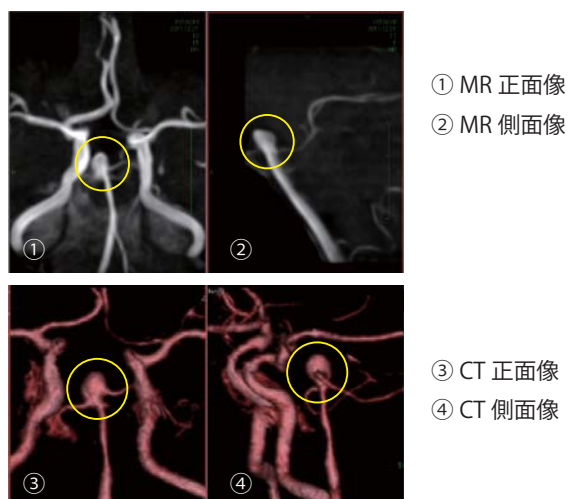 ① MR 正面像
② MR 側面像
①
②
③ CT 正面像
④ CT 側面像
③
④